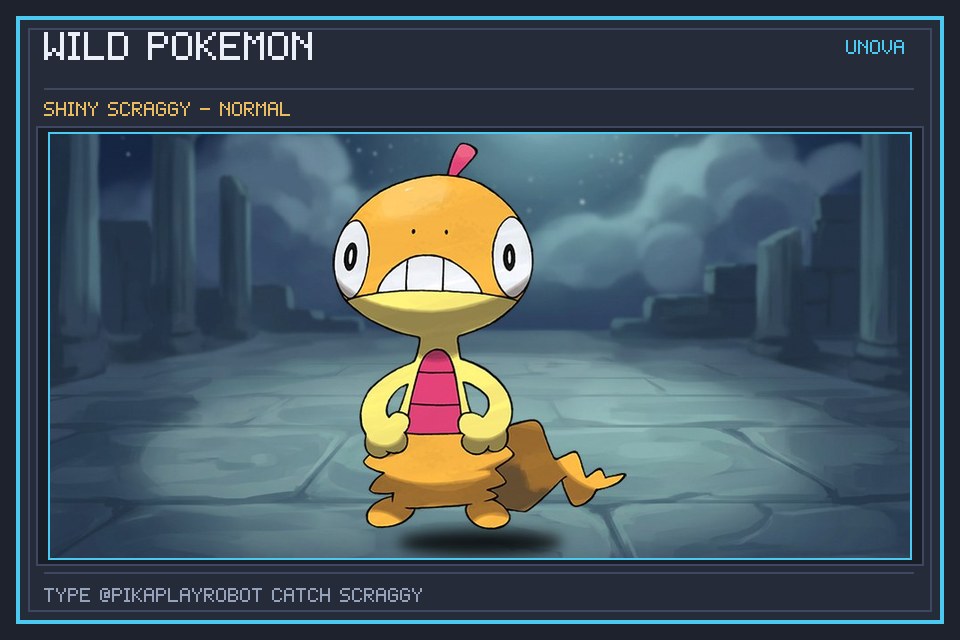 WILD POKEMON
UNOVA
SHINY SCRAGGY - NORMAL
TYPE @PIKAPLAYROBOT CATCH SCRAGGY